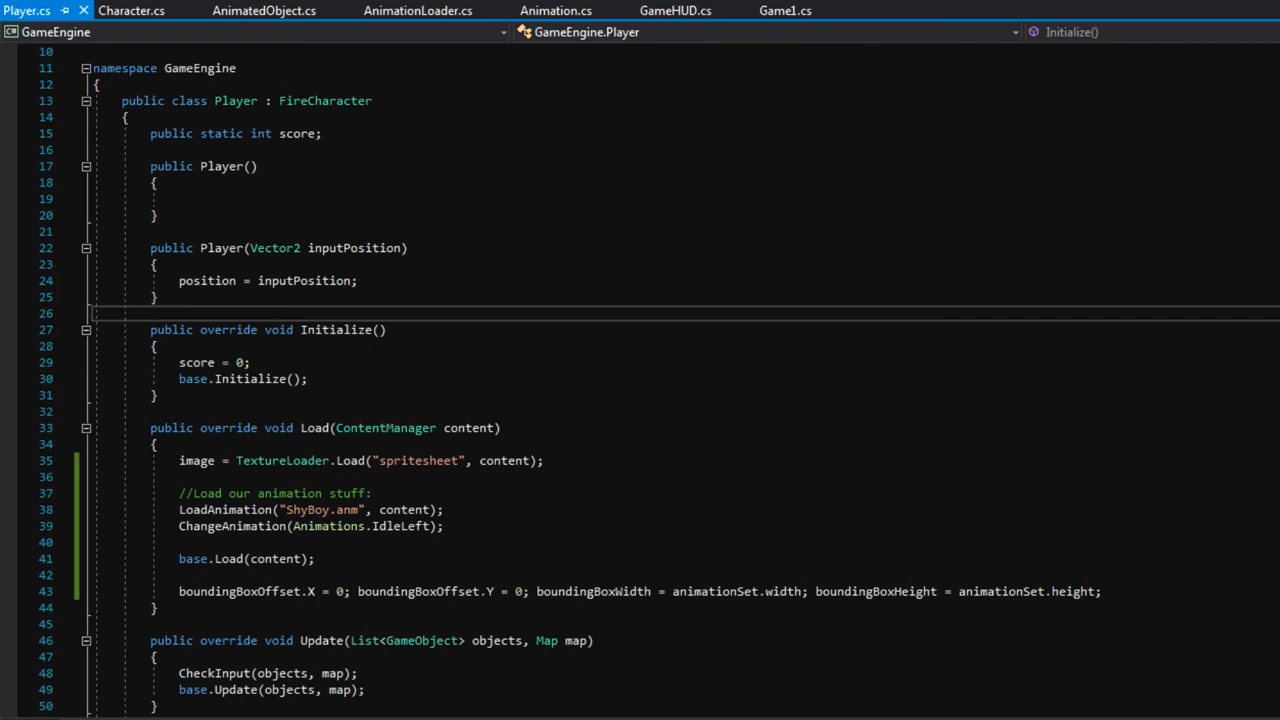 Player.cs Character.cs AnimatedObject.cs AnimationLoader.cs Animation.cs GameHUD.cs Game1.cs
C# GameEngine GameEngine.Player Initialize()
10
11 namespace GameEngine
12 {
13 public class Player : FireCharacter
14 {
15 public static int score;
16
17 public Player()
18 {
19
20 }
21
22 public Player(Vector2 inputPosition)
23 {
24 position = inputPosition;
25 }
26
27 public override void Initialize()
28 {
29 score = 0;
30 base.Initialize();
31 }
32
33 public override void Load(ContentManager content)
34 {
35 image = TextureLoader.Load("spritesheet", content);
36
37 //Load our animation stuff:
38 LoadAnimation("ShyBoy.anm", content);
39 ChangeAnimation(Animations.IdleLeft);
40
41 base.Load(content);
42
43 boundingBoxOffset.X = 0; boundingBoxOffset.Y = 0; boundingBoxWidth = animationSet.width; boundingBoxHeight = animationSet.height;
44 }
45
46 public override void Update(List<GameObject> objects, Map map)
47 {
48 CheckInput(objects, map);
49 base.Update(objects, map);
50 }